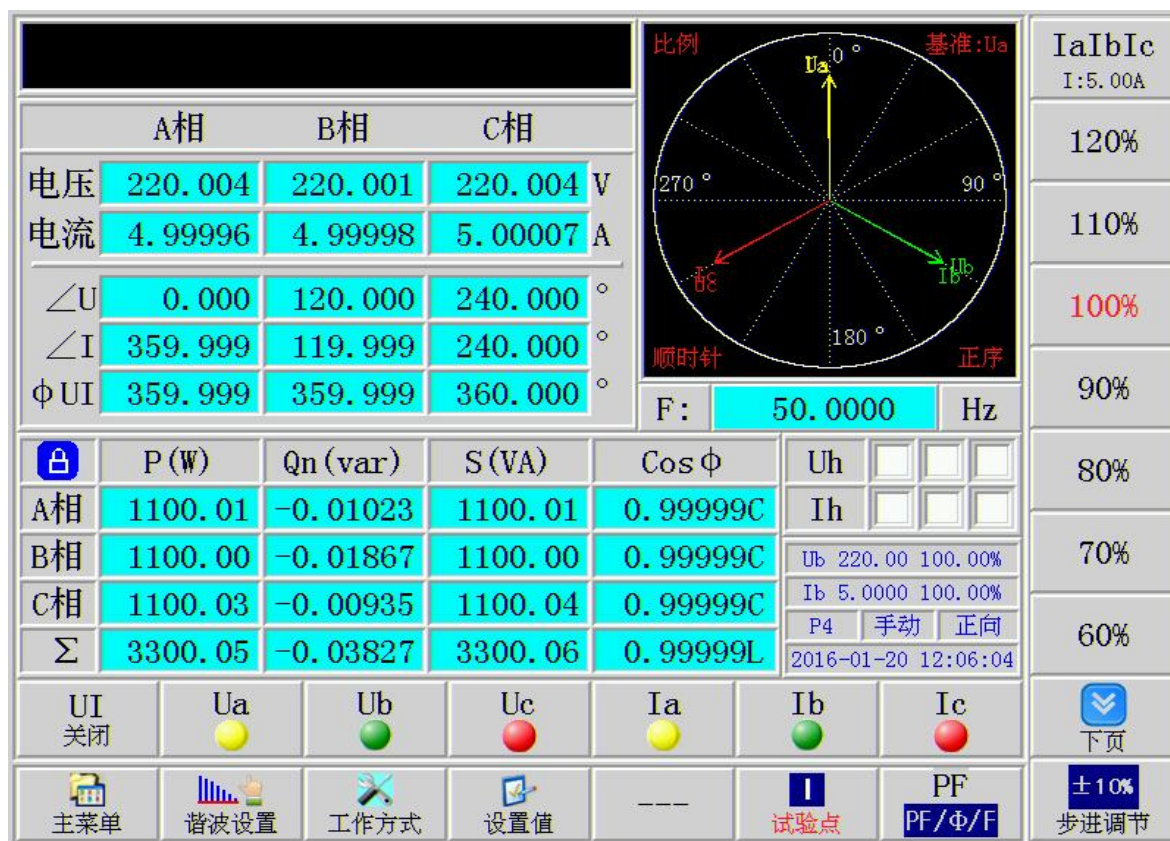 比例
基准:Ua
Ua
0 °
270 °
90 °
Ub
Ib
180 °
顺时针
正序
IaIbIc
I:5.00A
120%
110%
100%
90%
80%
70%
60%
下页
±10%
步进调节
A相 B相 C相
电压 220.004 220.001 220.004 V
电流 4.99996 4.99998 5.00007 A
∠U 0.000 120.000 240.000 °
∠I 359.999 119.999 240.000 °
φUI 359.999 359.999 360.000 °
F: 50.0000 Hz
P(W) Qn(var) S(VA) Cosφ
A相 1100.01 -0.01023 1100.01 0.99999C
B相 1100.00 -0.01867 1100.00 0.99999C
C相 1100.03 -0.00935 1100.04 0.99999C
Σ 3300.05 -0.03827 3300.06 0.99999L
Uh
Ih
Ub 220.00 100.00%
Ib 5.0000 100.00%
P4 手动 正向
2016-01-20 12:06:04
UI Ua Ub Uc Ia Ib Ic
关闭
主菜单
谐波设置
工作方式
设置值
---
I
试验点
PF
PF/Φ/F